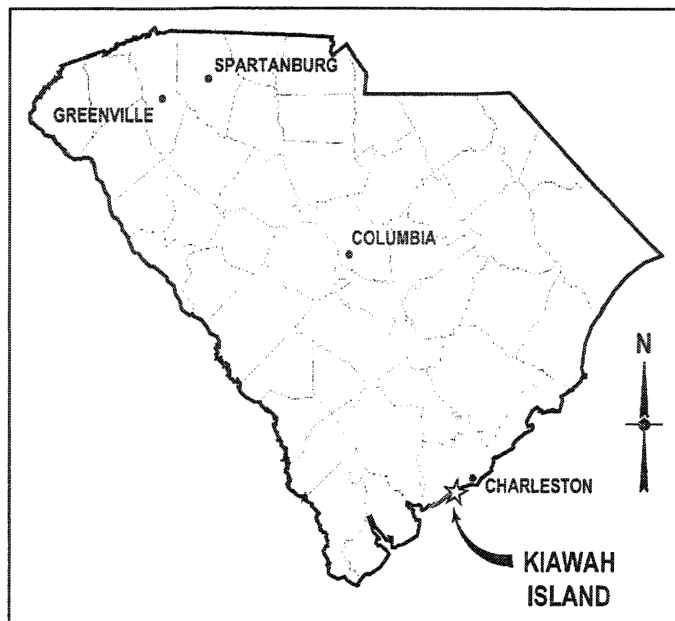 SPARTANBURG
GREENVILLE
COLUMBIA
N
CHARLESTON
KIAWAH
ISLAND